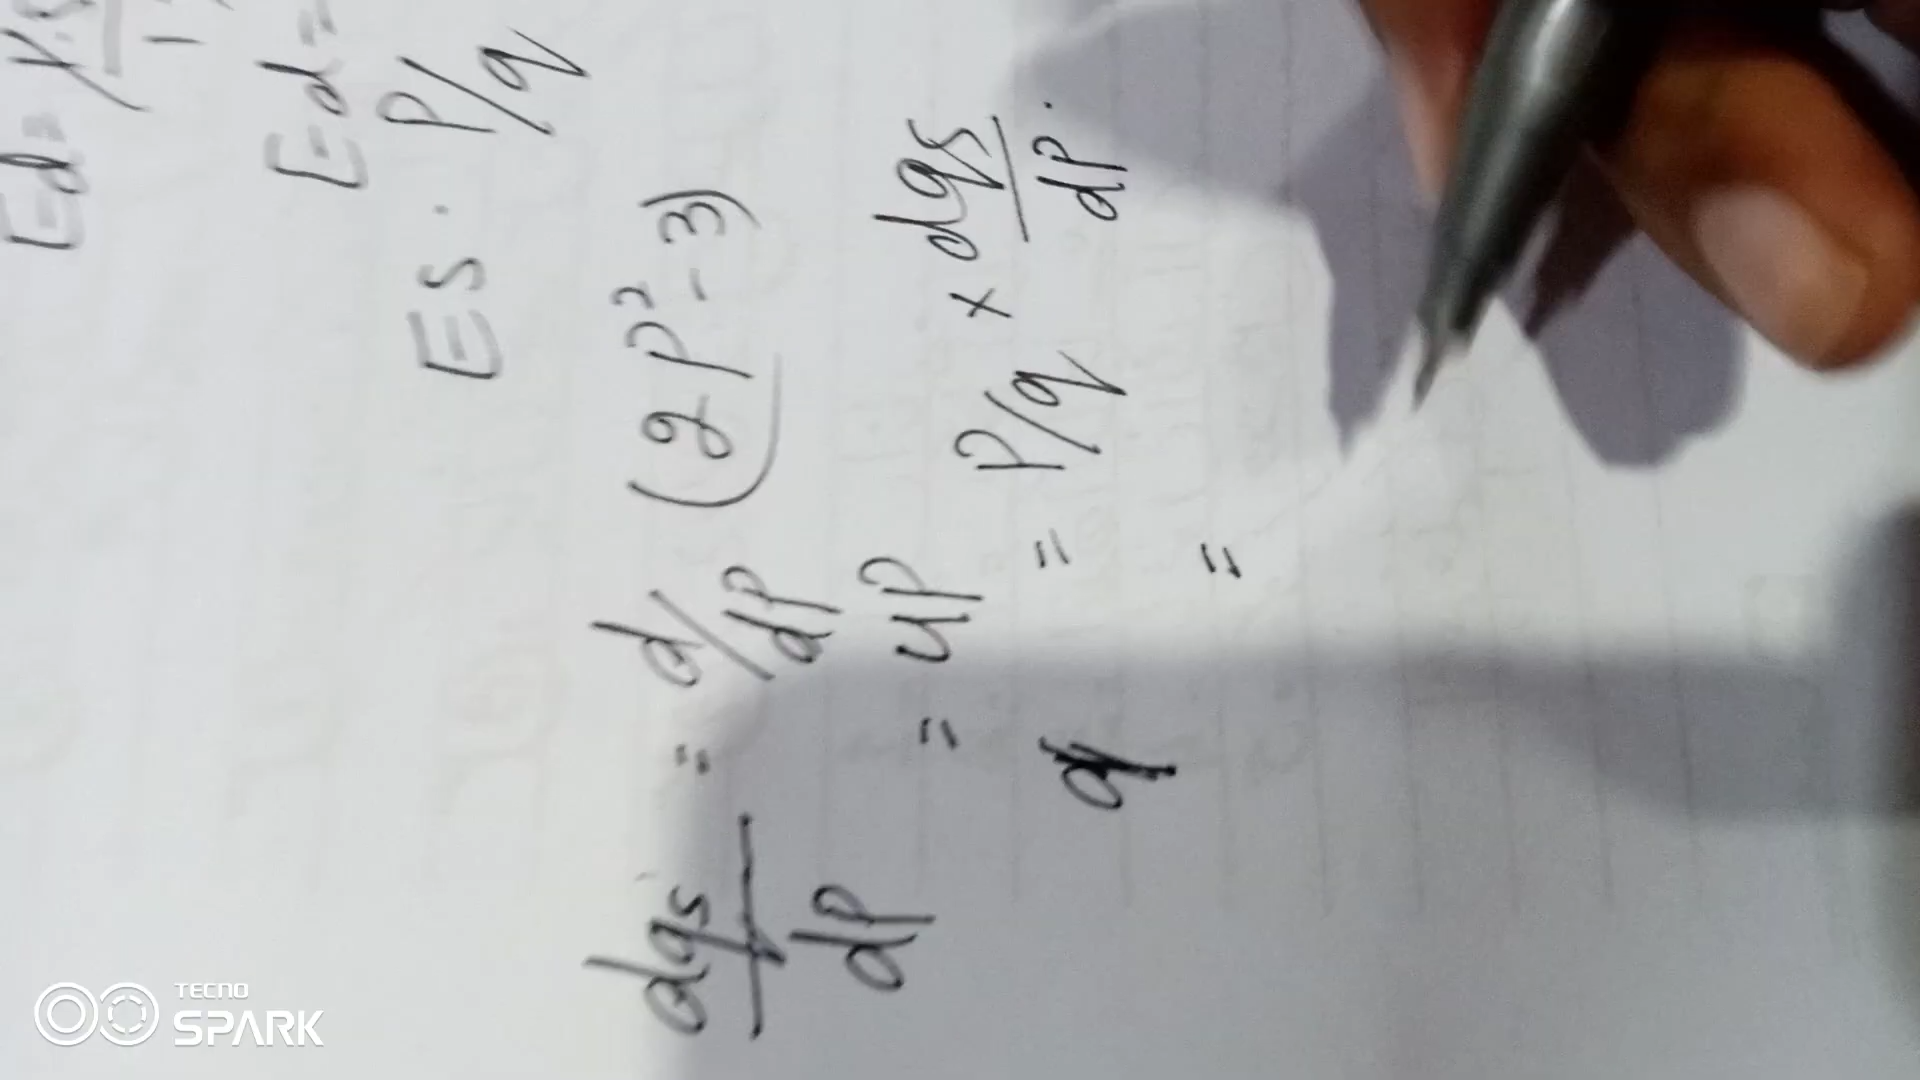 Ed =
Ed =
Es. P/q
dqs/dP = d/dP (2P² - 3)
= 4P
q = P/q × dqs/dP.
=
TECNO
SPARK